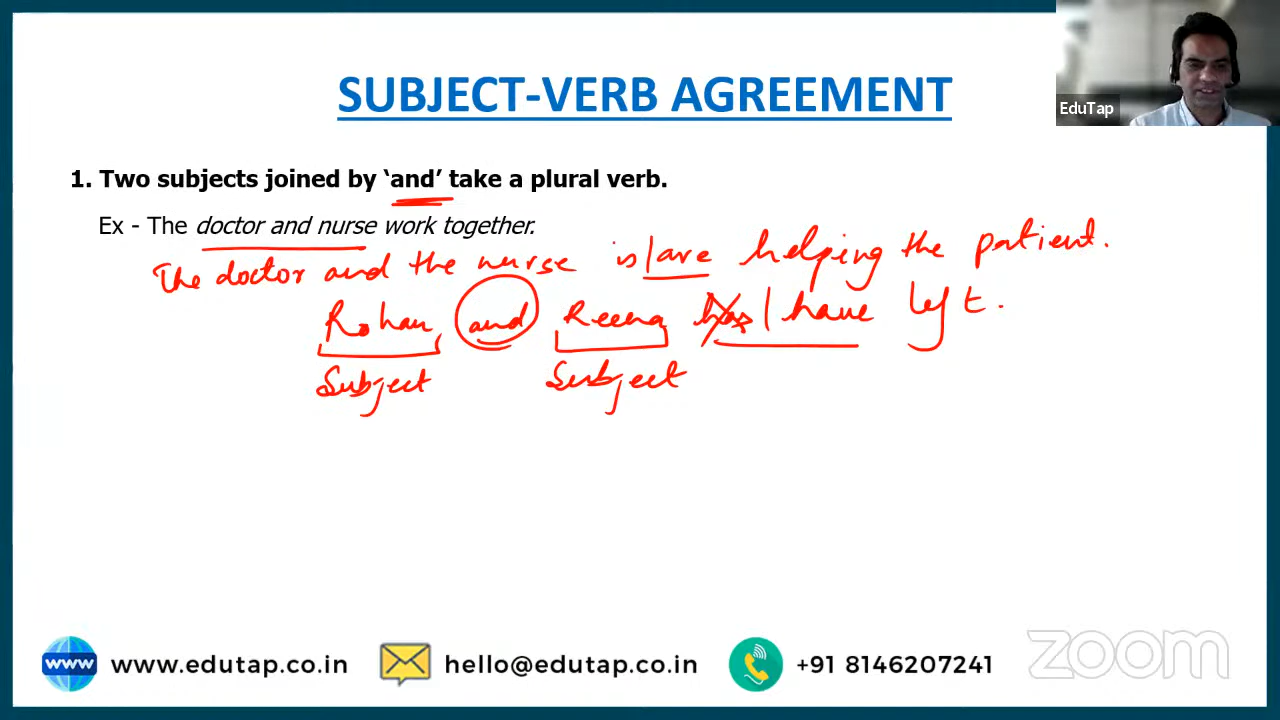 SUBJECT-VERB AGREEMENT
EduTap
1. Two subjects joined by ‘and’ take a plural verb.
Ex - The doctor and nurse work together.
The doctor and the nurse is/are helping the patient.
Rohan and Reena has/have left.
Subject Subject
www www.edutap.co.in hello@edutap.co.in +91 8146207241 zoom